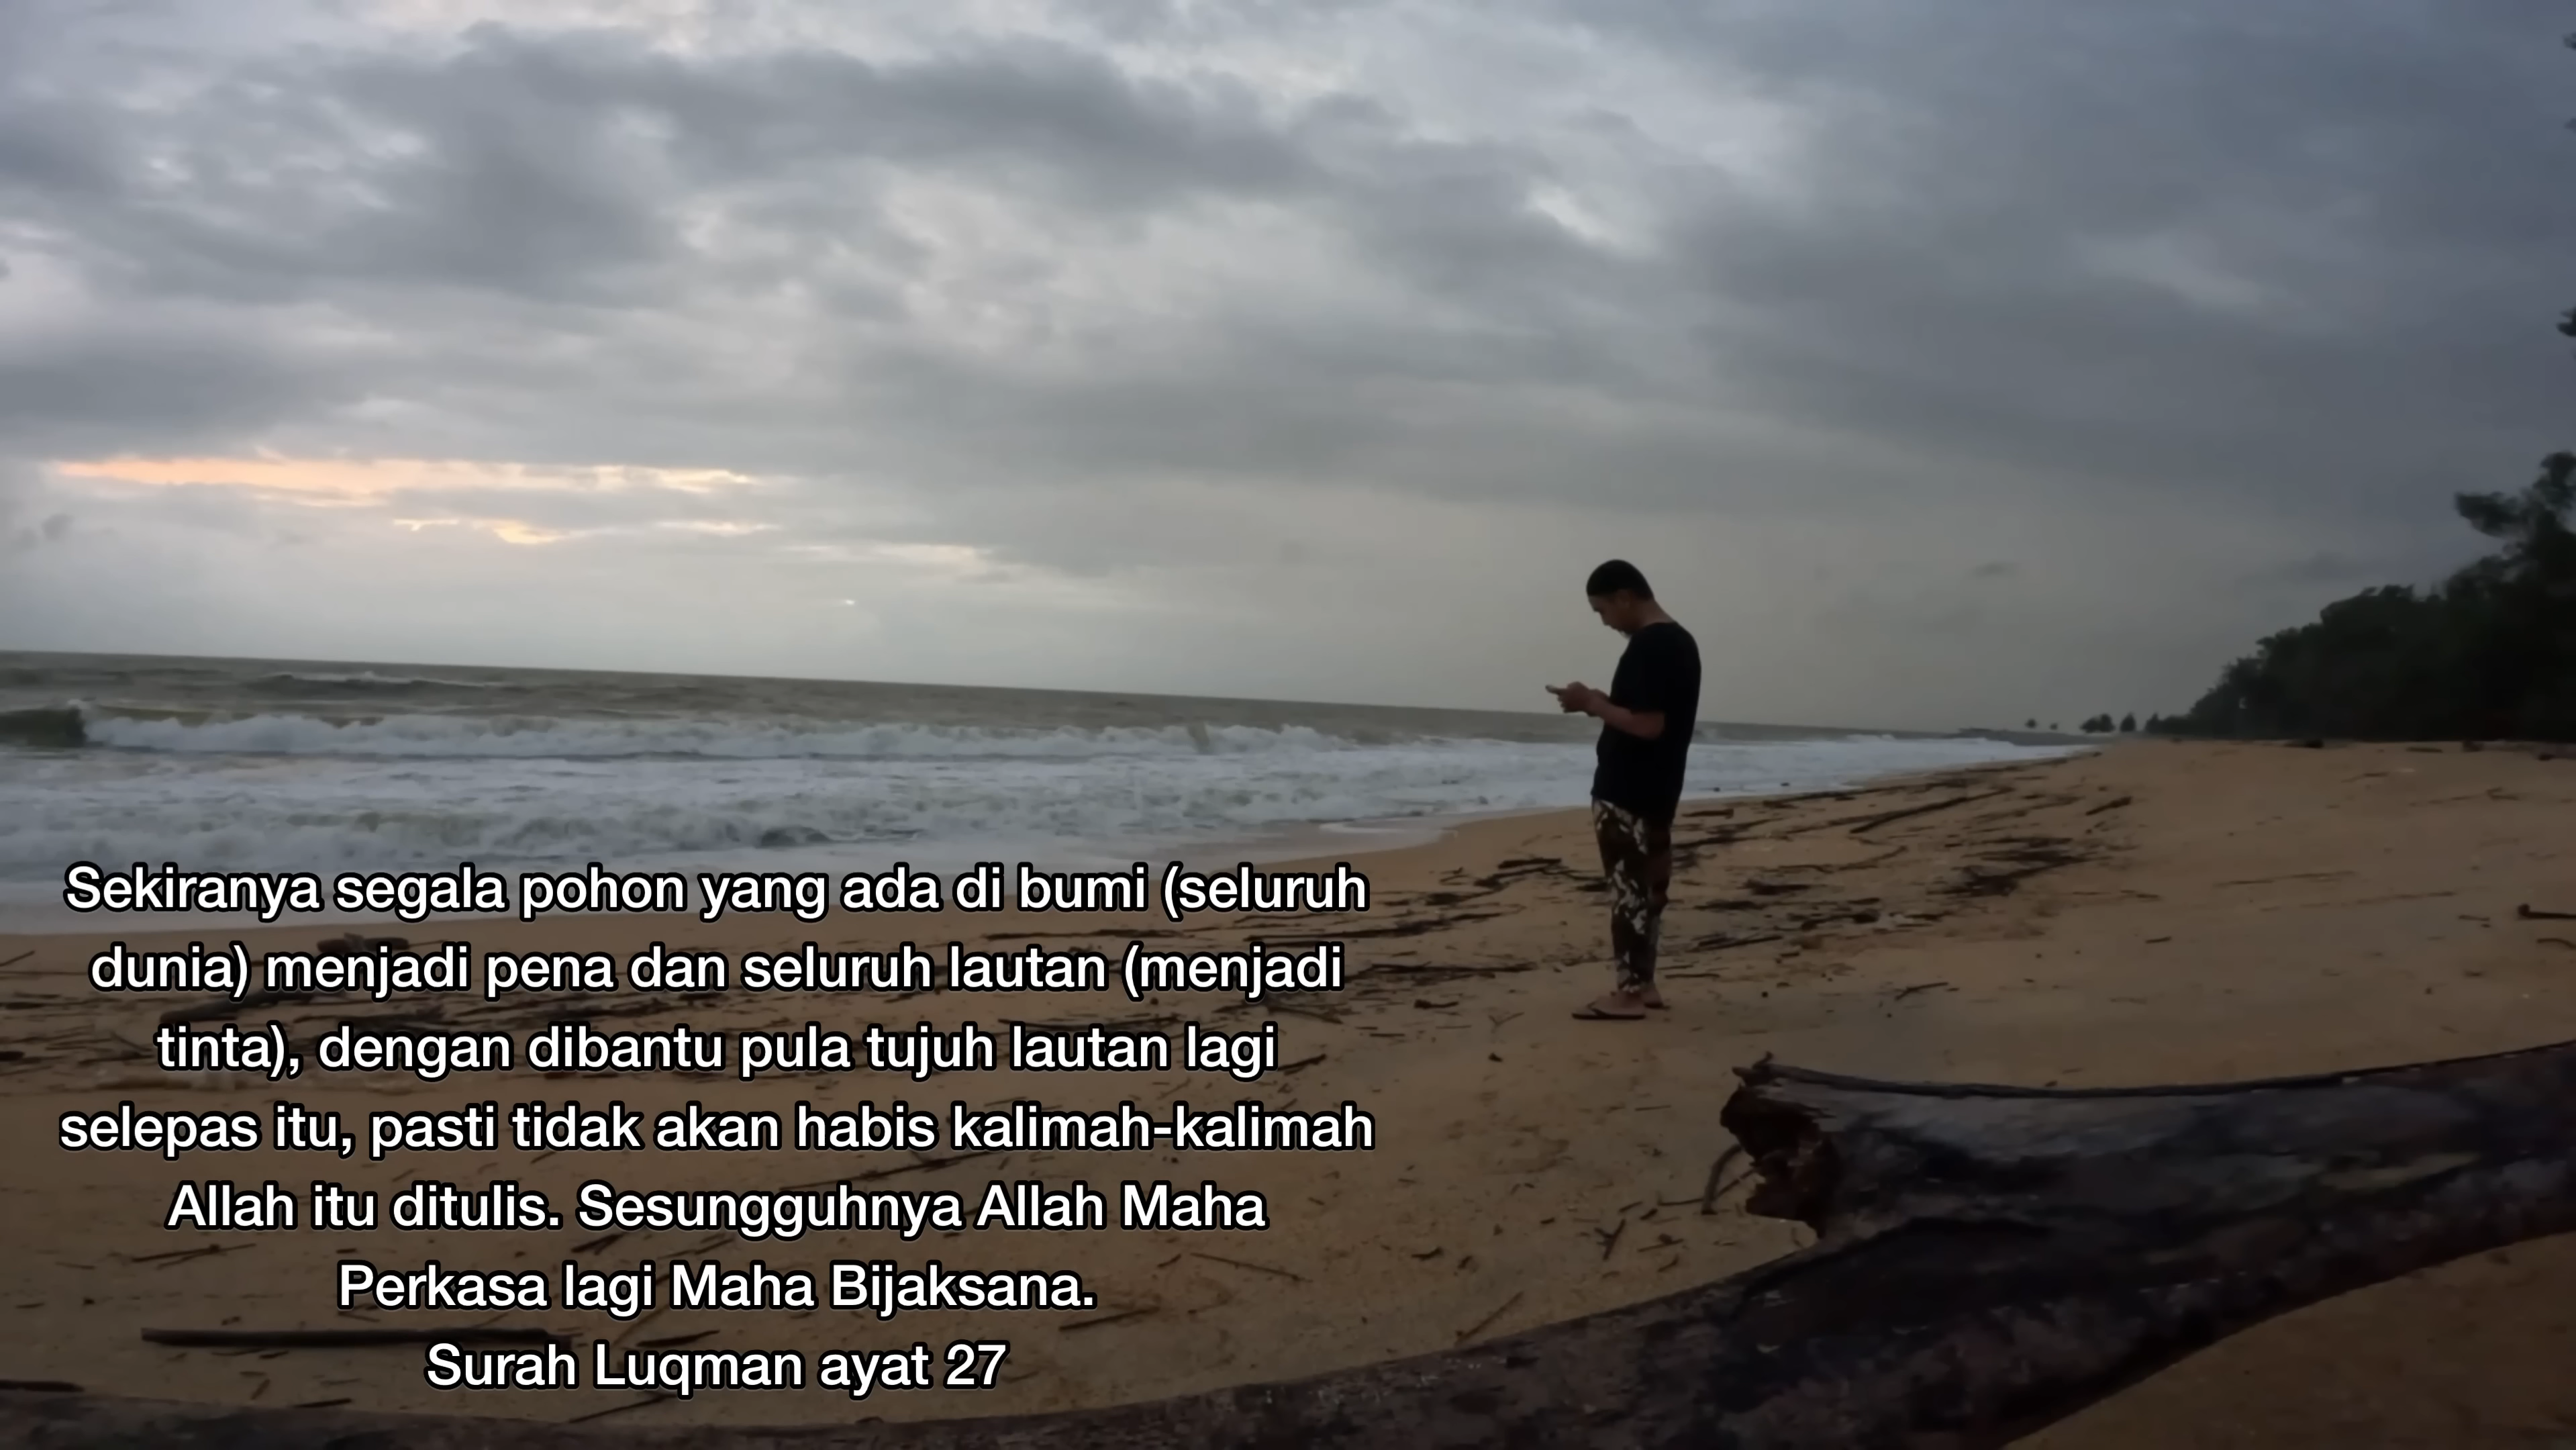 Sekiranya segala pohon yang ada di bumi (seluruh
dunia) menjadi pena dan seluruh lautan (menjadi
tinta), dengan dibantu pula tujuh lautan lagi
selepas itu, pasti tidak akan habis kalimah-kalimah
Allah itu ditulis. Sesungguhnya Allah Maha
Perkasa lagi Maha Bijaksana.
Surah Luqman ayat 27